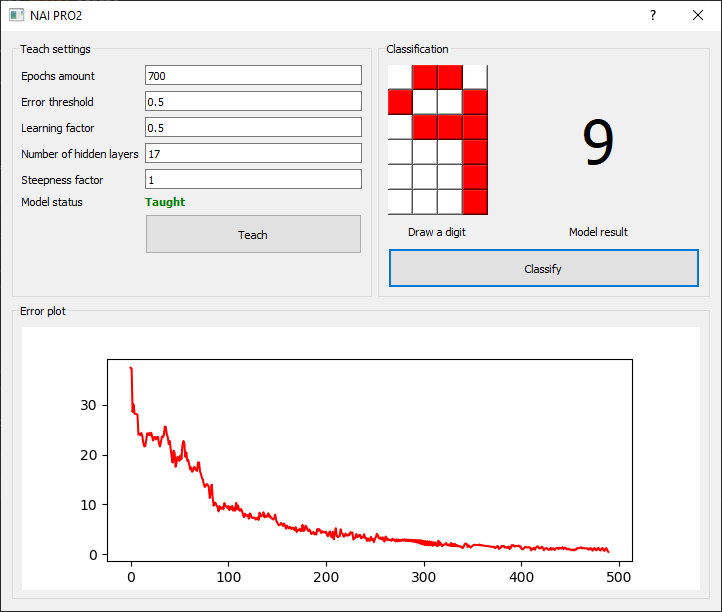 NAI PRO2
?
Teach settings
Epochs amount 700
Error threshold 0.5
Learning factor 0.5
Number of hidden layers 17
Steepness factor 1
Model status Taught
Teach
Classification
9
Draw a digit Model result
Classify
Error plot
30
20
10
0
0 100 200 300 400 500